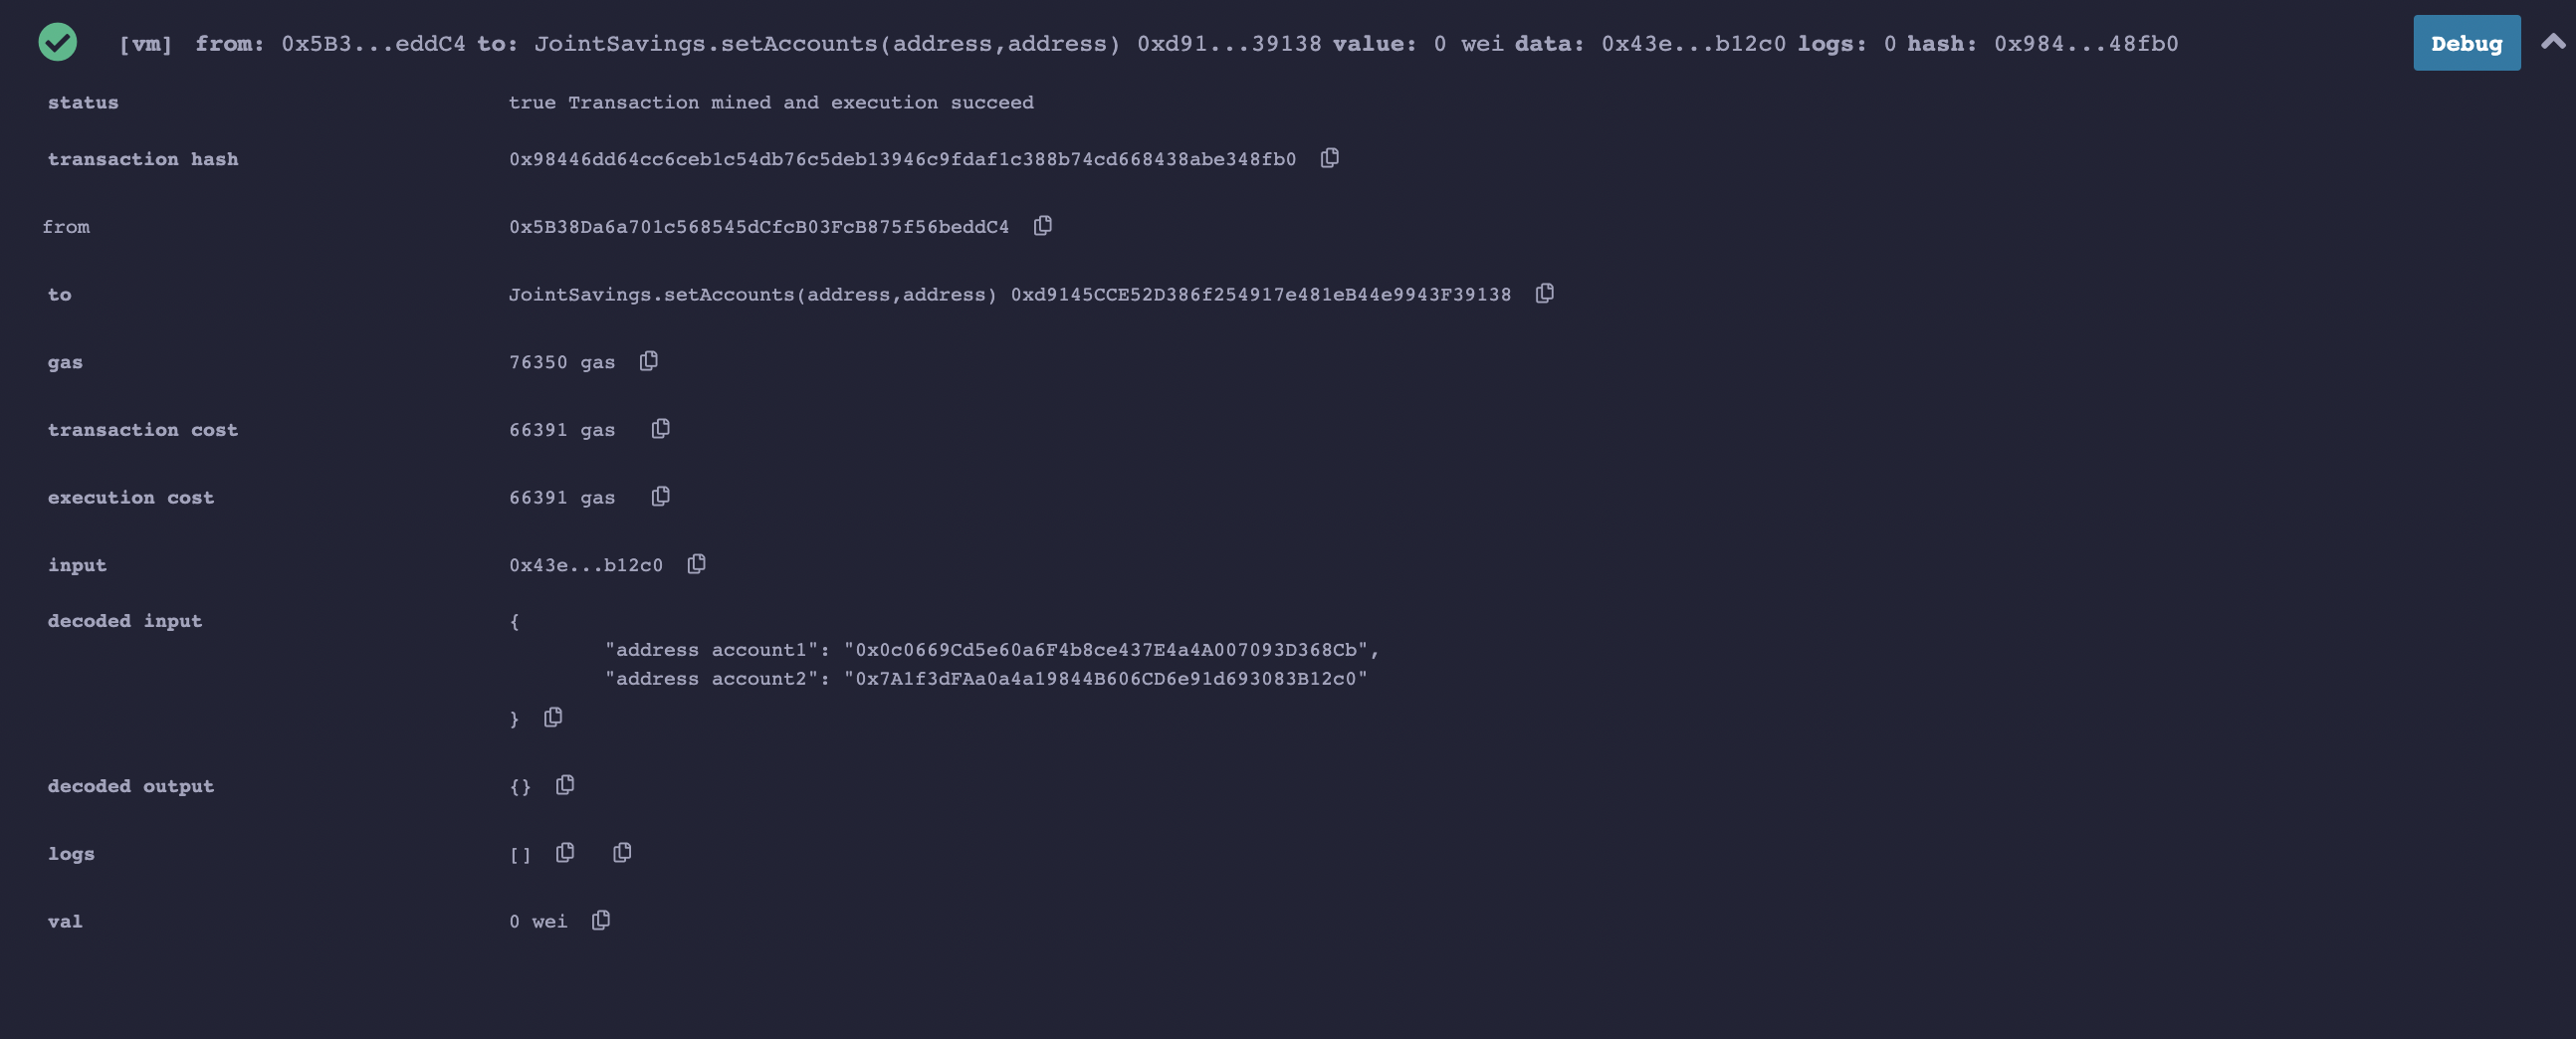 [vm] from: 0x5B3...eddC4 to: JointSavings.setAccounts(address,address) 0xd91...39138 value: 0 wei data: 0x43e...b12c0 logs: 0 hash: 0x984...48fb0 Debug
status true Transaction mined and execution succeed
transaction hash 0x98446dd64cc6ceb1c54db76c5deb13946c9fdaf1c388b74cd668438abe348fb0
from 0x5B38Da6a701c568545dCfcB03FcB875f56beddC4
to JointSavings.setAccounts(address,address) 0xd9145CCE52D386f254917e481eB44e9943F39138
gas 76350 gas
transaction cost 66391 gas
execution cost 66391 gas
input 0x43e...b12c0
decoded input {
"address account1": "0x0c0669Cd5e60a6F4b8ce437E4a4A007093D368Cb",
"address account2": "0x7A1f3dFAa0a4a19844B606CD6e91d693083B12c0"
}
decoded output {}
logs []
val 0 wei